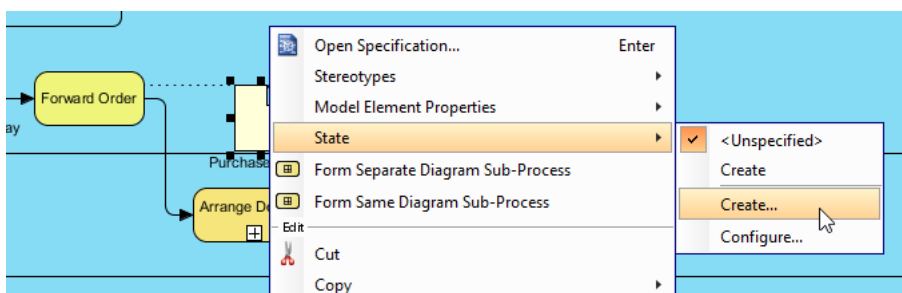 Open Specification... Enter
Stereotypes
Forward Order
Model Element Properties
ay
State
<Unspecified>
Purchase
Form Separate Diagram Sub-Process
Create
Arrange De
Form Same Diagram Sub-Process
Create...
Edit
Configure...
Cut
Copy